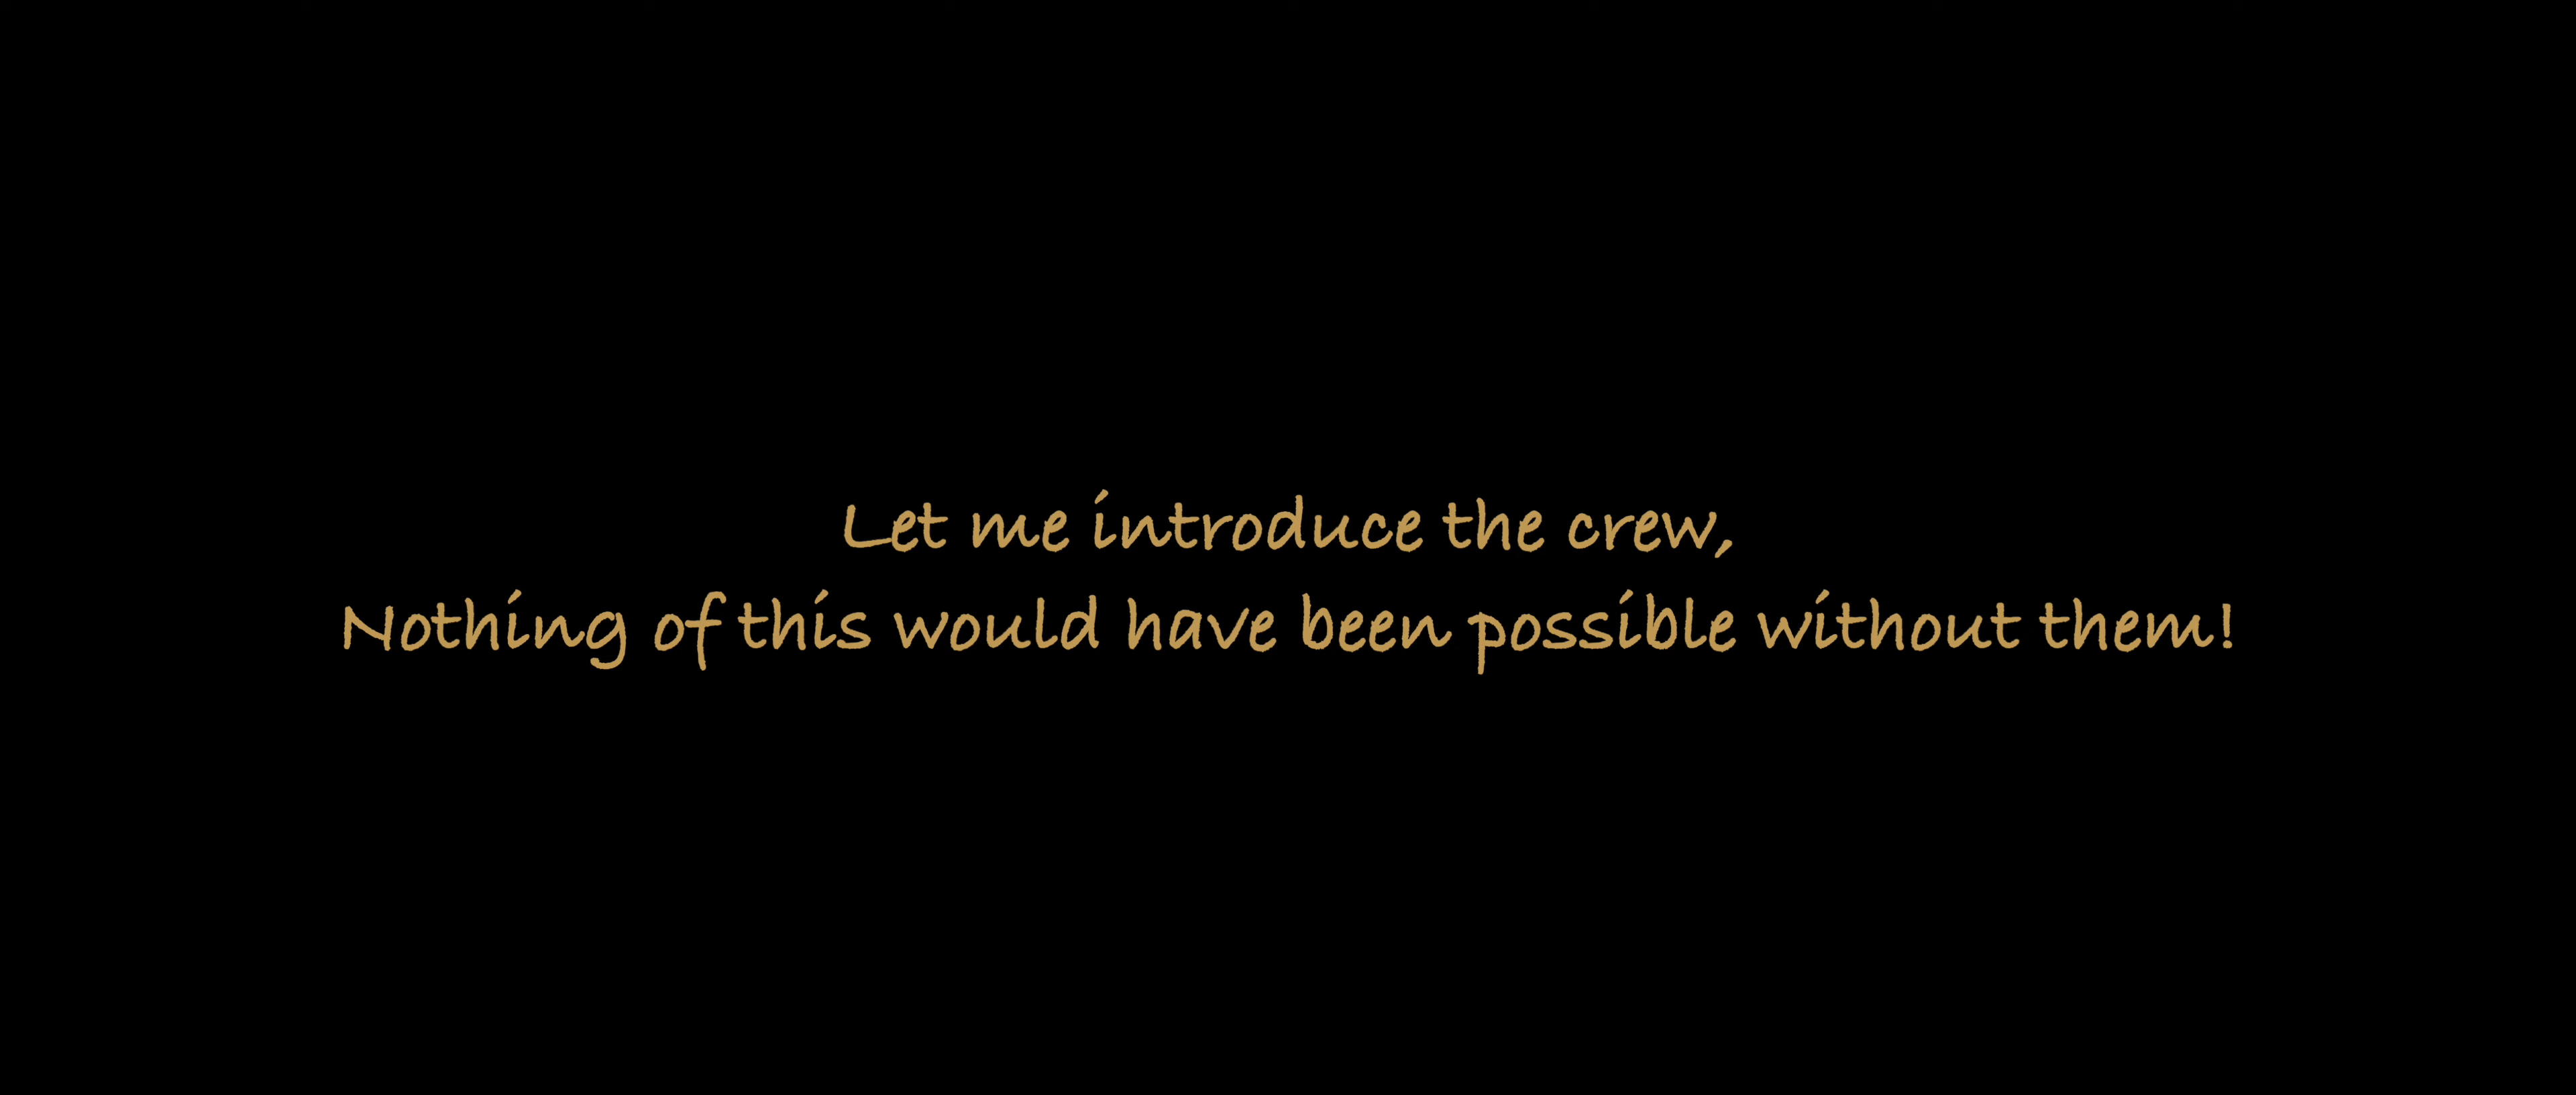 Let me introduce the crew,
Nothing of this would have been possible without them!